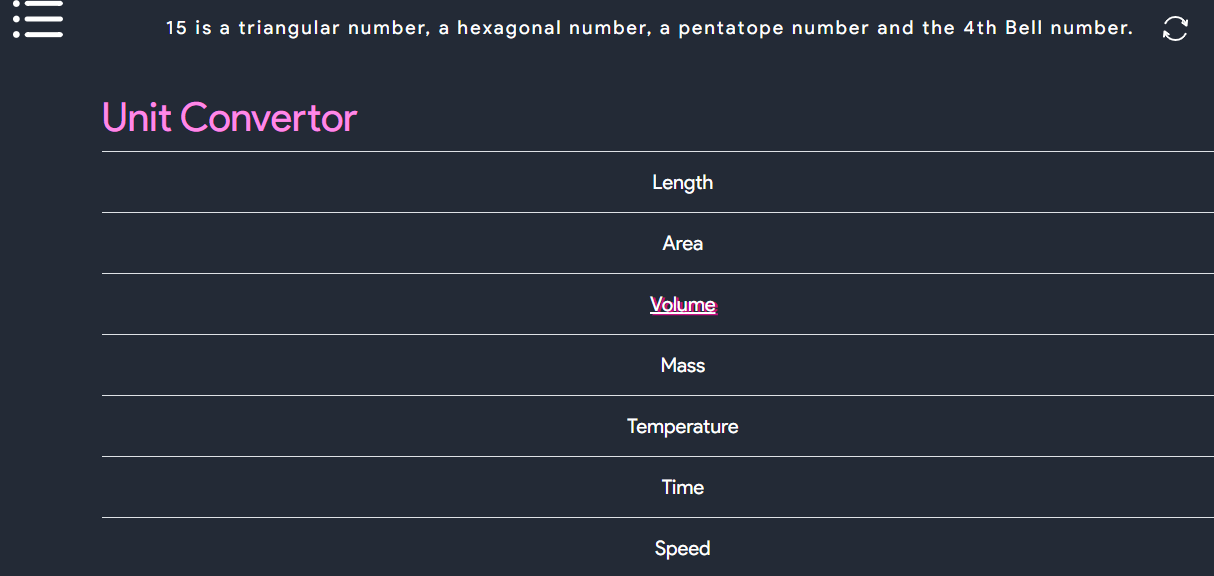 15 is a triangular number, a hexagonal number, a pentatope number and the 4th Bell number.
Unit Convertor
Length
Area
Volume
Mass
Temperature
Time
Speed